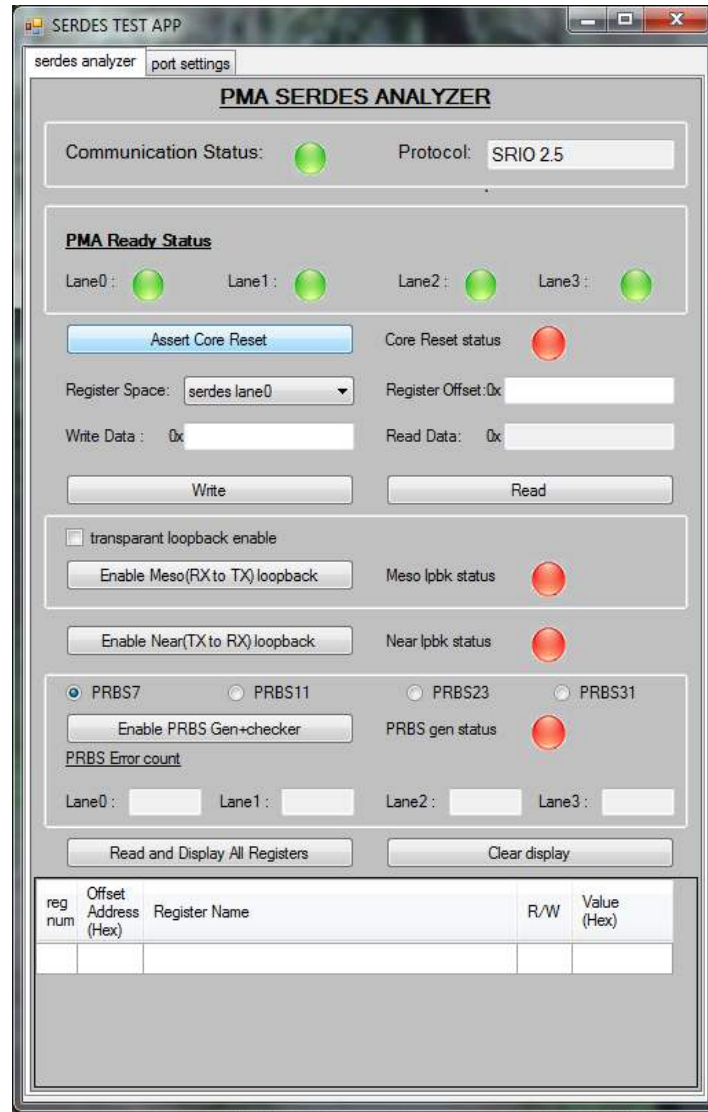 SERDES TEST APP
serdes analyzer port settings
PMA SERDES ANALYZER
Communication Status: Protocol: SRIO 2.5
PMA Ready Status
Lane0 : Lane1 : Lane2 : Lane3 :
Assert Core Reset Core Reset status
Register Space: serdes lane0 Register Offset:0x
Write Data : 0x Read Data: 0x
Write Read
transparant loopback enable
Enable Meso(RX to TX) loopback Meso lpbk status
Enable Near(TX to RX) loopback Near lpbk status
PRBS7 PRBS11 PRBS23 PRBS31
Enable PRBS Gen+checker PRBS gen status
PRBS Error count
Lane0 : Lane1 : Lane2 : Lane3 :
Read and Display All Registers Clear display
reg num Offset Address (Hex) Register Name R/W Value (Hex)